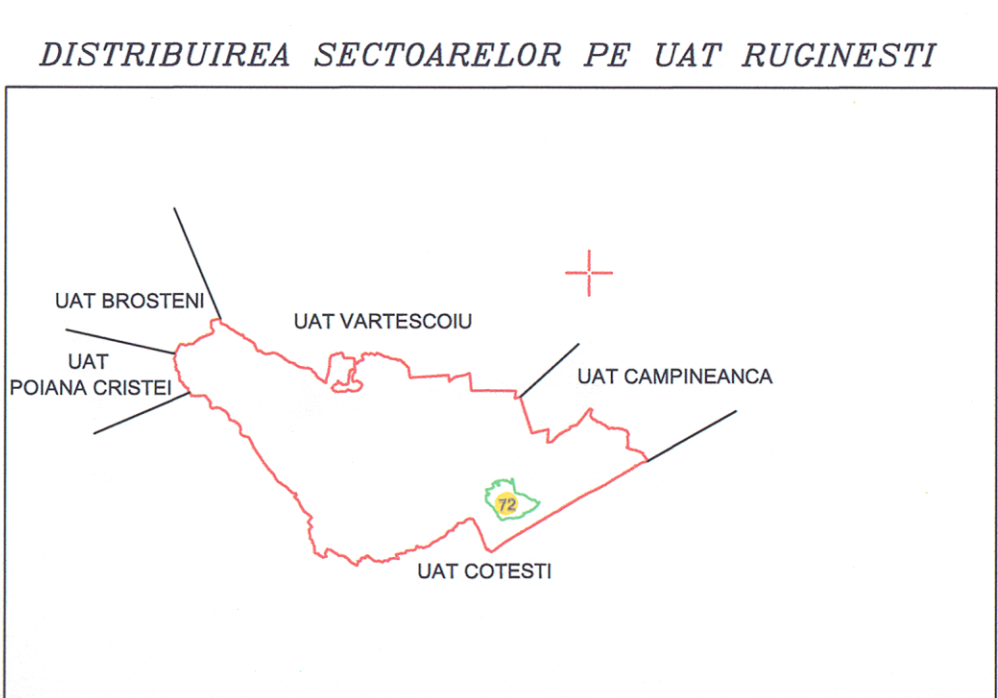 DISTRIBUIREA SECTOARELOR PE UAT RUGINESTI
UAT BROSTENI
UAT VARTESCOIU
UAT
POIANA CRISTEI
UAT CAMPINEANCA
72
UAT COTESTI